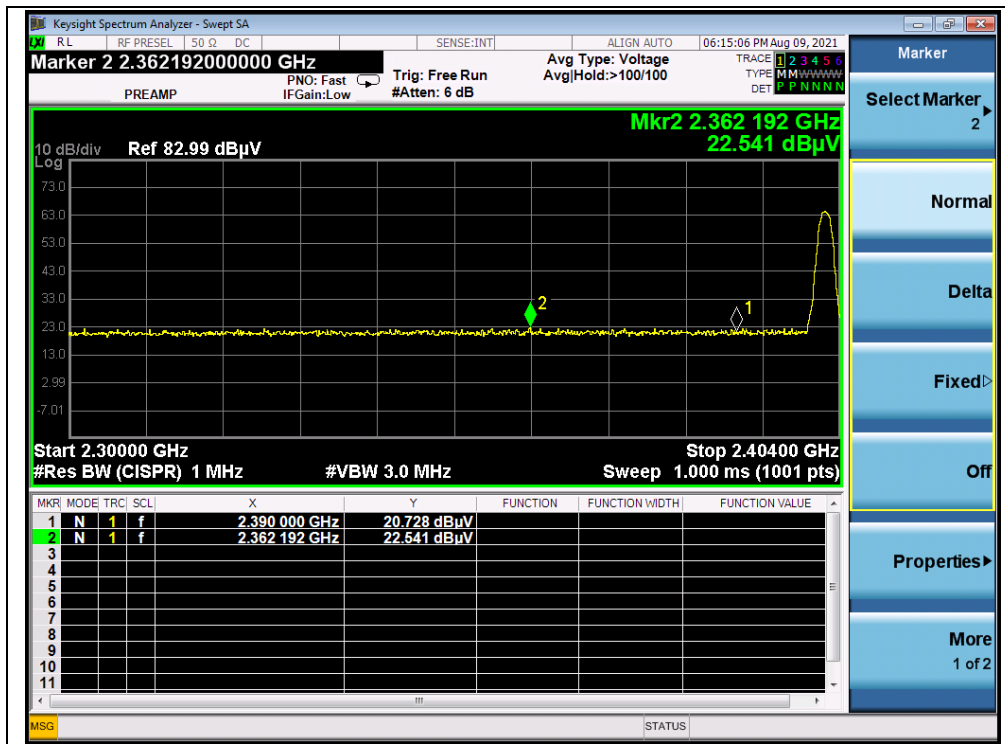 Keysight Spectrum Analyzer - Swept SA
LXI RL RF PRESEL 50 Ω DC SENSE:INT ALIGN AUTO 06:15:06 PM Aug 09, 2021
Marker 2 2.362192000000 GHz
PREAMP
PNO: Fast
IFGain:Low
Trig: Free Run
#Atten: 6 dB
Avg Type: Voltage
Avg|Hold:>100/100
TRACE 1 2 3 4 5 6
TYPE M M W W W W
DET P P N N N N
Mkr2 2.362 192 GHz
22.541 dBµV
10 dB/div Ref 82.99 dBµV
Log
73.0
63.0
53.0
43.0
33.0
23.0
13.0
2.99
-7.01
2
1
Start 2.30000 GHz Stop 2.40400 GHz
#Res BW (CISPR) 1 MHz #VBW 3.0 MHz Sweep 1.000 ms (1001 pts)
MKR MODE TRC SCL X Y FUNCTION FUNCTION WIDTH FUNCTION VALUE
1 N 1 f 2.390 000 GHz 20.728 dBµV
2 N 1 f 2.362 192 GHz 22.541 dBµV
3
4
5
6
7
8
9
10
11
MSG STATUS
Marker
Select Marker
2
Normal
Delta
Fixed
Off
Properties
More
1 of 2